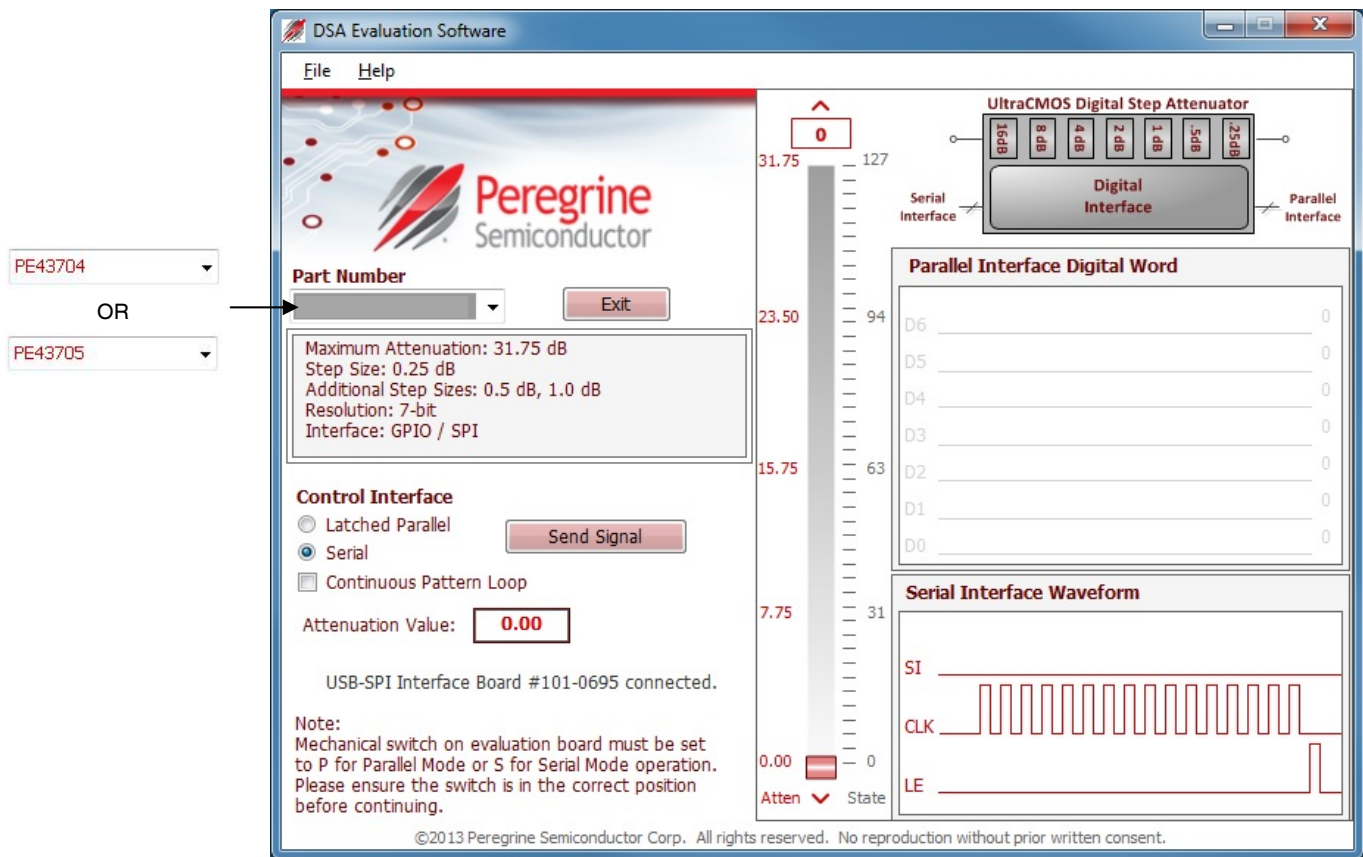 DSA Evaluation Software
File Help
Peregrine
Semiconductor
PE43704
OR
PE43705
Part Number
Exit
Maximum Attenuation: 31.75 dB
Step Size: 0.25 dB
Additional Step Sizes: 0.5 dB, 1.0 dB
Resolution: 7-bit
Interface: GPIO / SPI
Control Interface
Latched Parallel
Serial
Send Signal
Continuous Pattern Loop
Attenuation Value: 0.00
USB-SPI Interface Board #101-0695 connected.
Note:
Mechanical switch on evaluation board must be set
to P for Parallel Mode or S for Serial Mode operation.
Please ensure the switch is in the correct position
before continuing.
0
31.75 127
23.50 94
15.75 63
7.75 31
0.00 0
Atten State
UltraCMOS Digital Step Attenuator
16dB 8 dB 4 dB 2 dB 1 dB .5dB .25dB
Digital
Interface
Serial
Interface
Parallel
Interface
Parallel Interface Digital Word
D6 0
D5 0
D4 0
D3 0
D2 0
D1 0
D0 0
Serial Interface Waveform
SI
CLK
LE
©2013 Peregrine Semiconductor Corp. All rights reserved. No reproduction without prior written consent.